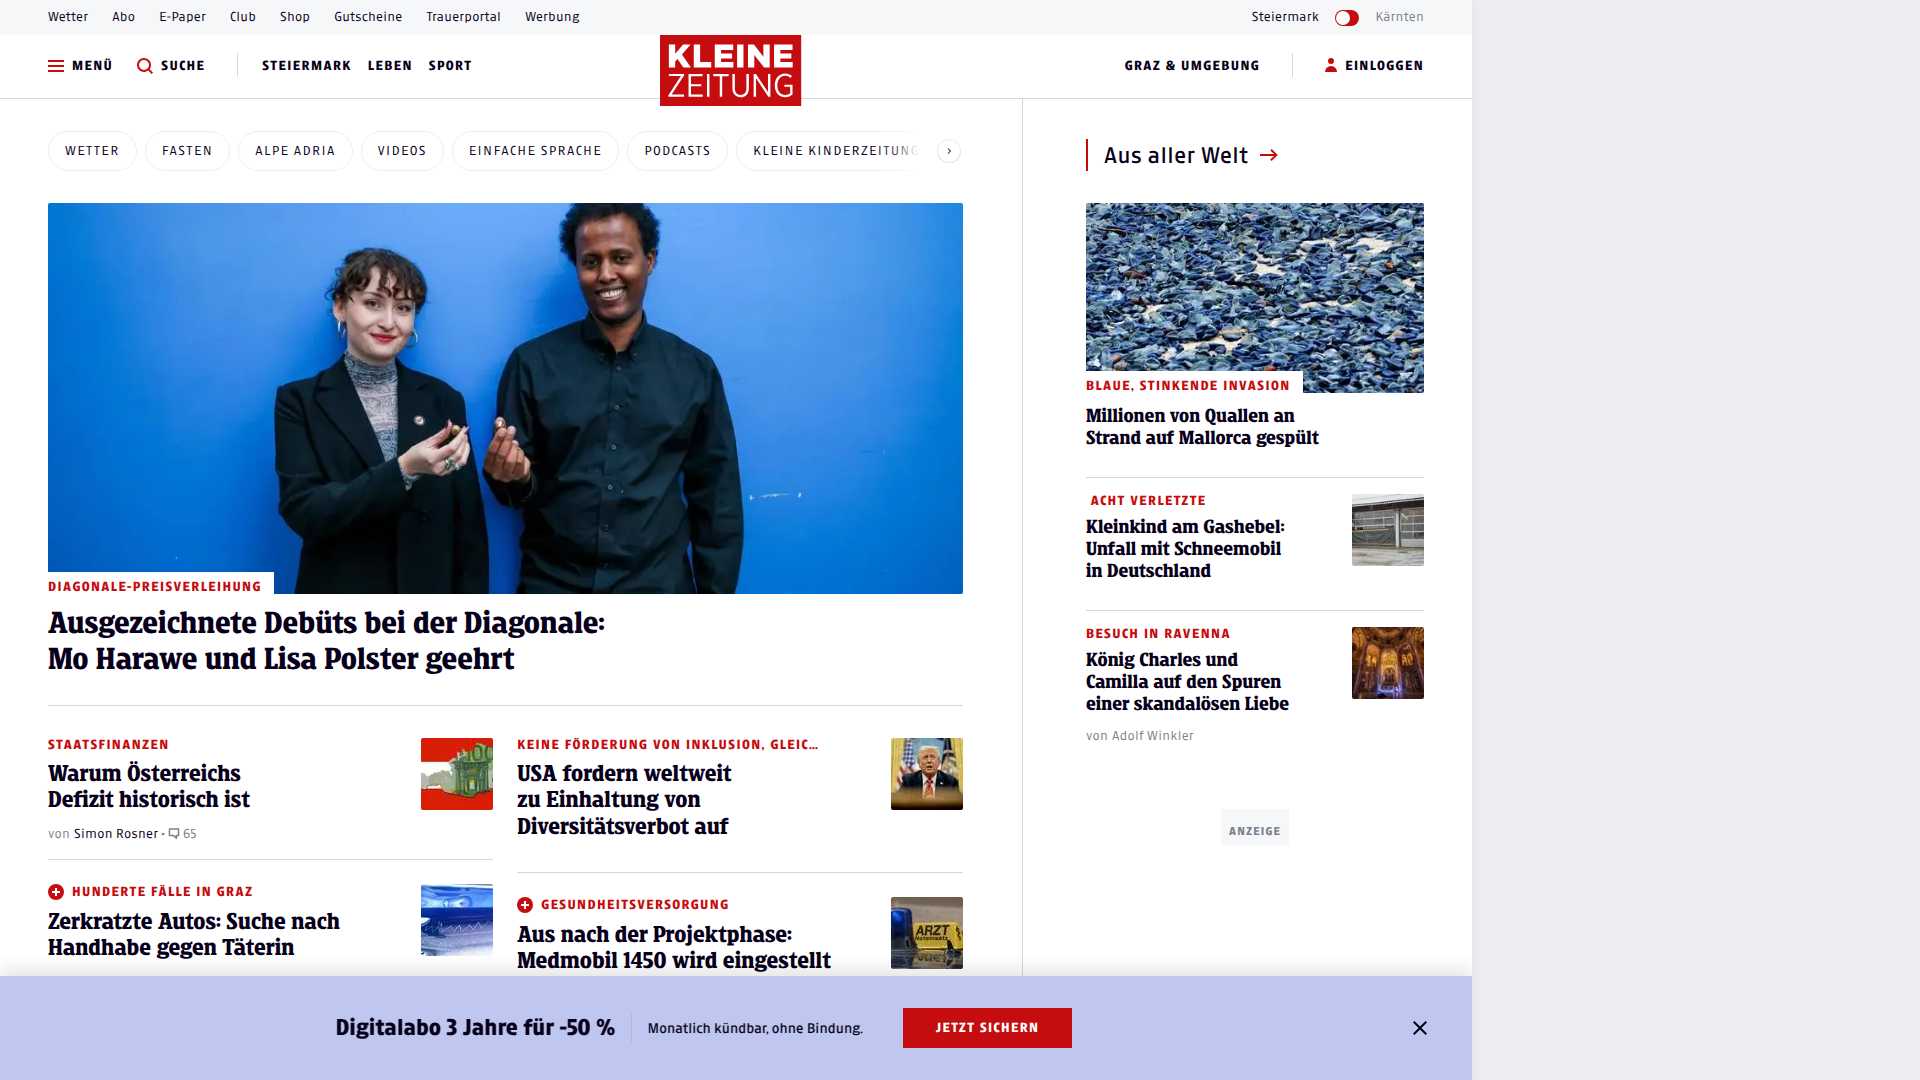 Wetter Abo E-Paper Club Shop Gutscheine Trauerportal Werbung Steiermark Kärnten
MENÜ SUCHE STEIERMARK LEBEN SPORT
KLEINE
ZEITUNG
GRAZ & UMGEBUNG EINLOGGEN
WETTER FASTEN ALPE ADRIA VIDEOS EINFACHE SPRACHE PODCASTS KLEINE KINDERZEITUNG
DIAGONALE-PREISVERLEIHUNG
Ausgezeichnete Debüts bei der Diagonale:
Mo Harawe und Lisa Polster geehrt
STAATSFINANZEN
Warum Österreichs
Defizit historisch ist
von Simon Rosner · 65
HUNDERTE FÄLLE IN GRAZ
Zerkratzte Autos: Suche nach
Handhabe gegen Täterin
KEINE FÖRDERUNG VON INKLUSION, GLEIC...
USA fordern weltweit
zu Einhaltung von
Diversitätsverbot auf
GESUNDHEITSVERSORGUNG
ARZT
Aus nach der Projektphase:
Medmobil 1450 wird eingestellt
Aus aller Welt
BLAUE, STINKENDE INVASION
Millionen von Quallen an
Strand auf Mallorca gespült
ACHT VERLETZTE
Kleinkind am Gashebel:
Unfall mit Schneemobil
in Deutschland
BESUCH IN RAVENNA
König Charles und
Camilla auf den Spuren
einer skandalösen Liebe
von Adolf Winkler
ANZEIGE
Digitalabo 3 Jahre für -50 % Monatlich kündbar, ohne Bindung. JETZT SICHERN